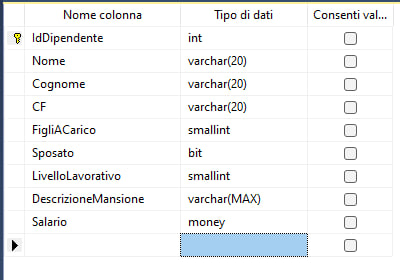 Nome colonna Tipo di dati Consenti val...
IdDipendente int
Nome varchar(20)
Cognome varchar(20)
CF varchar(20)
FigliACarico smallint
Sposato bit
LivelloLavorativo smallint
DescrizioneMansione varchar(MAX)
Salario money